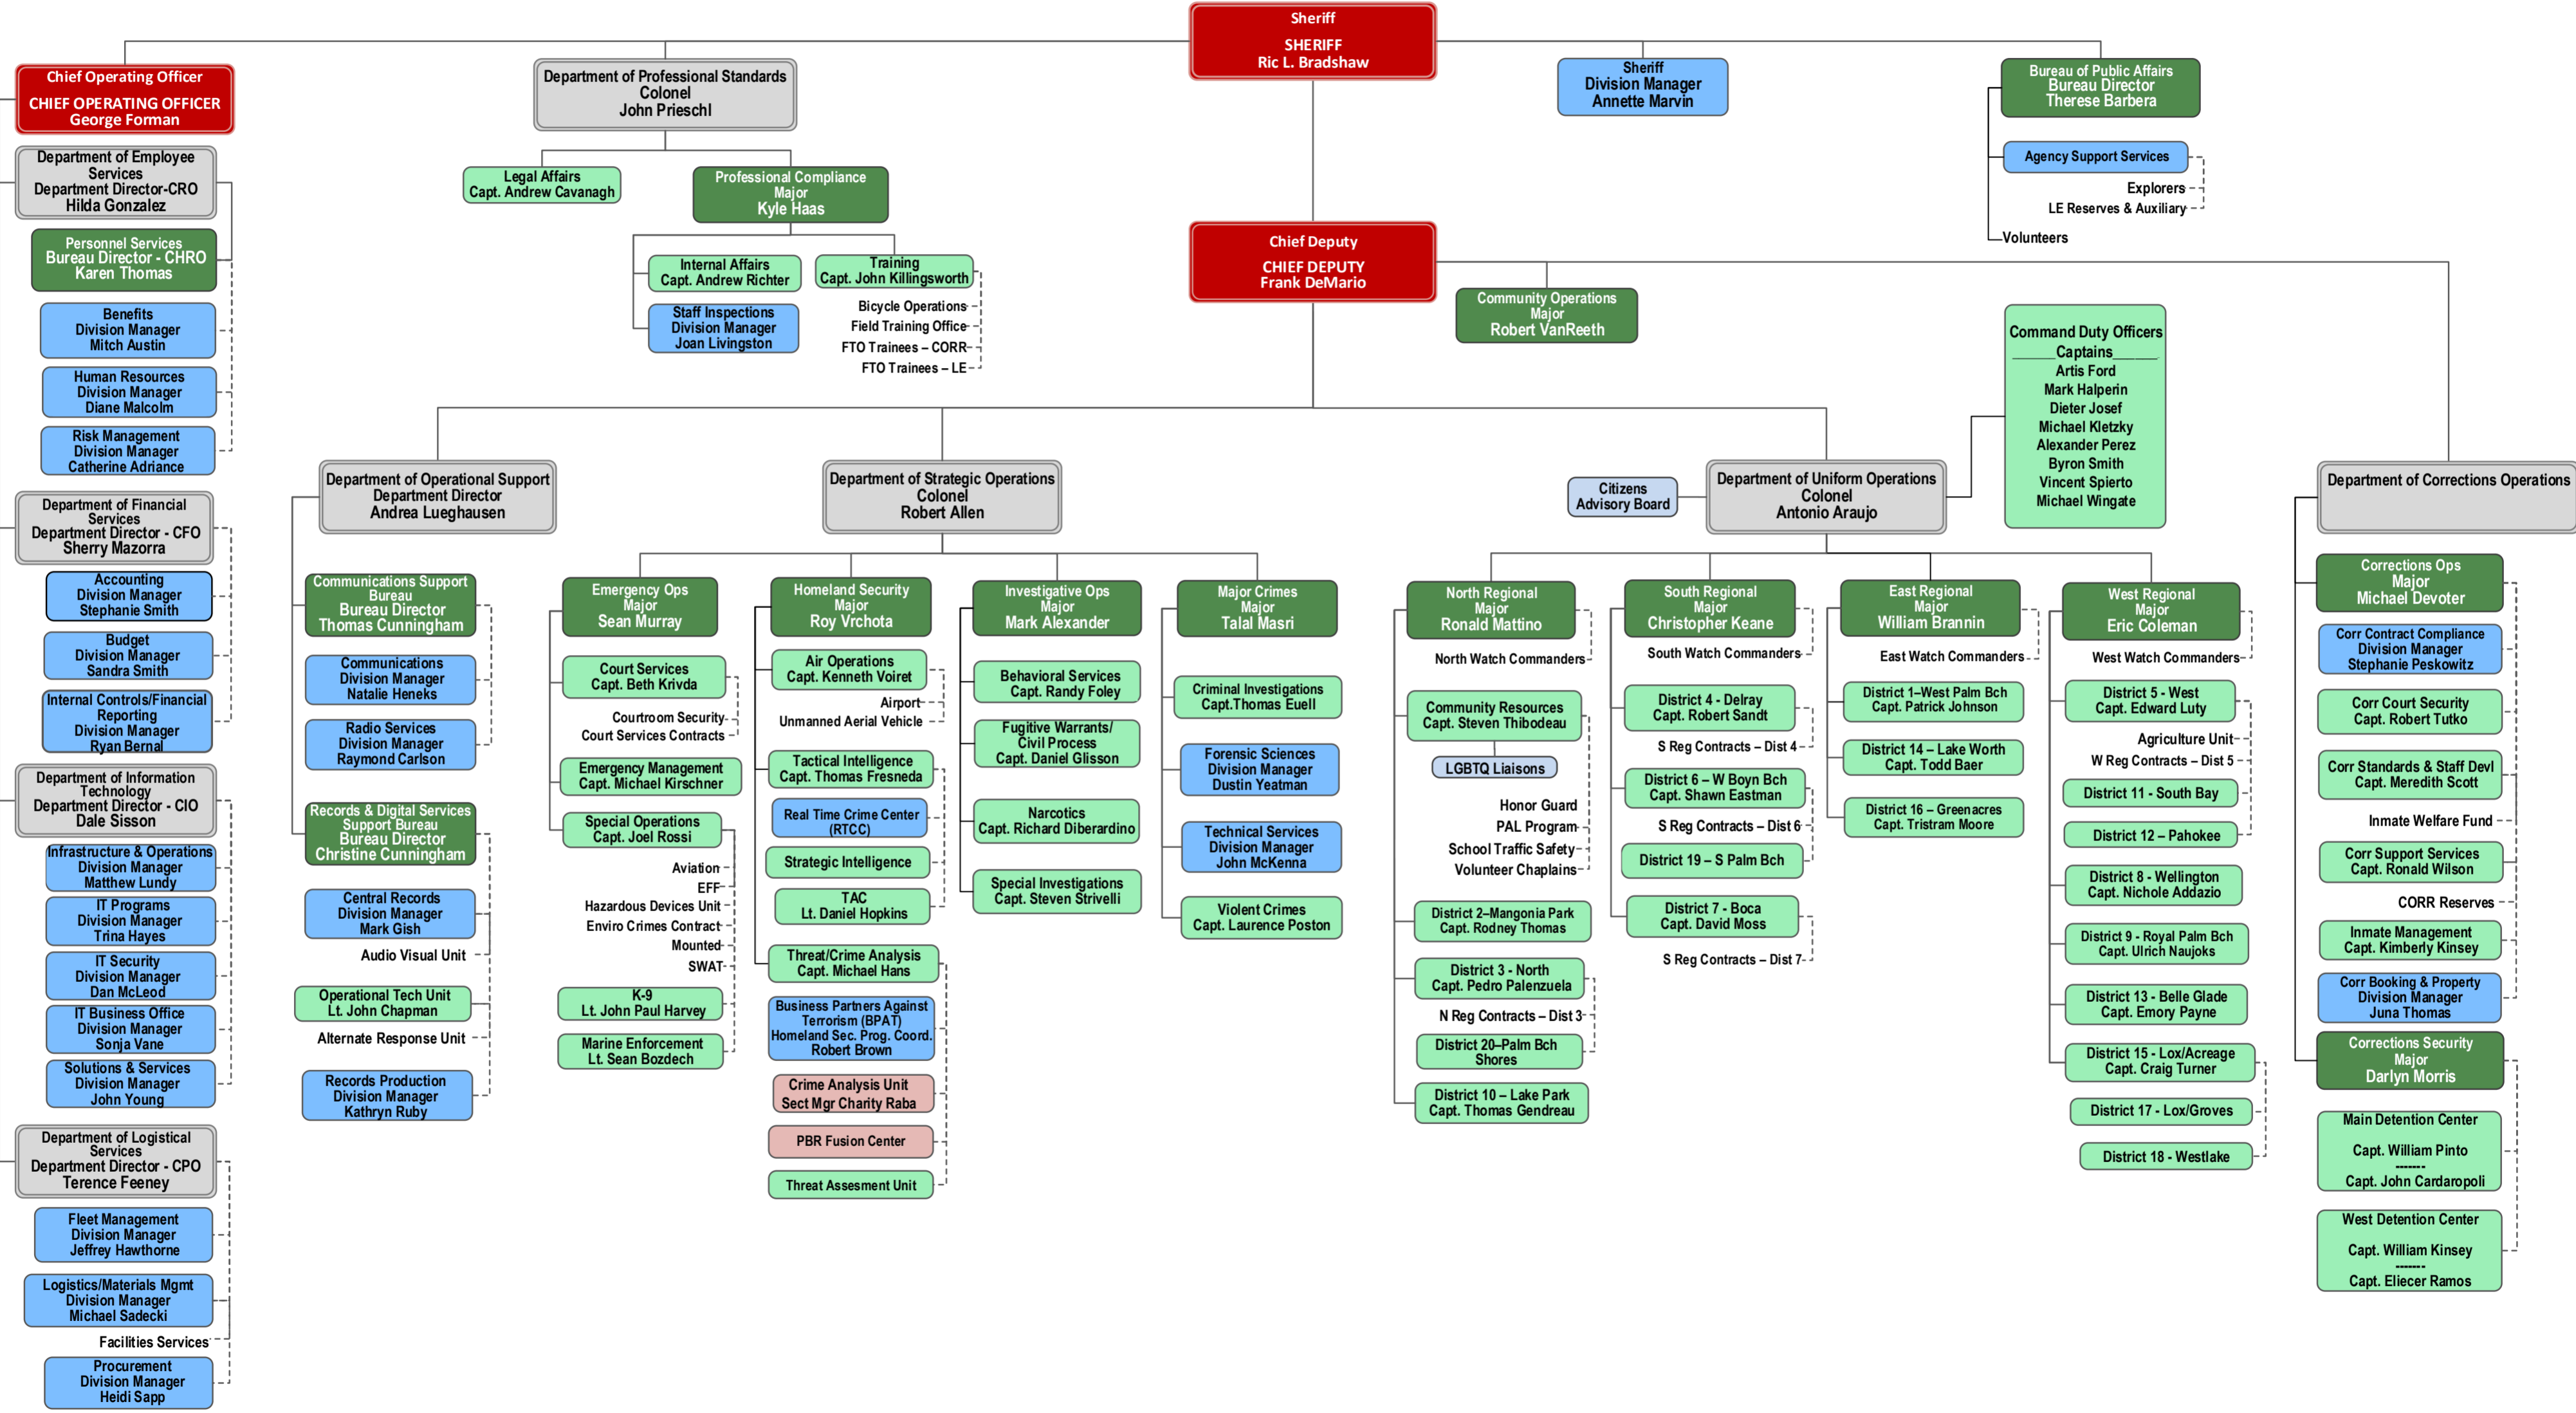 Sheriff
SHERIFF
Ric L. Bradshaw
Chief Operating Officer
CHIEF OPERATING OFFICER
George Forman
Department of Professional Standards
Colonel
John Prieschl
Sheriff
Division Manager
Annette Marvin
Bureau of Public Affairs
Bureau Director
Therese Barbera
Agency Support Services
Explorers
LE Reserves & Auxiliary
Volunteers
Legal Affairs
Capt. Andrew Cavanagh
Professional Compliance
Major
Kyle Haas
Internal Affairs
Capt. Andrew Richter
Staff Inspections
Division Manager
Joan Livingston
Training
Capt. John Killingsworth
Bicycle Operations
Field Training Office
FTO Trainees – CORR
FTO Trainees – LE
Department of Employee
Services
Department Director-CRO
Hilda Gonzalez
Personnel Services
Bureau Director - CHRO
Karen Thomas
Benefits
Division Manager
Mitch Austin
Human Resources
Division Manager
Diane Malcolm
Risk Management
Division Manager
Catherine Adriance
Department of Financial
Services
Department Director - CFO
Sherry Mazorra
Accounting
Division Manager
Stephanie Smith
Budget
Division Manager
Sandra Smith
Internal Controls/Financial
Reporting
Division Manager
Ryan Bernal
Department of Information
Technology
Department Director - CIO
Dale Sisson
Infrastructure & Operations
Division Manager
Matthew Lundy
IT Programs
Division Manager
Trina Hayes
IT Security
Division Manager
Dan McLeod
IT Business Office
Division Manager
Sonja Vane
Solutions & Services
Division Manager
John Young
Department of Logistical
Services
Department Director - CPO
Terence Feeney
Fleet Management
Division Manager
Jeffrey Hawthorne
Logistics/Materials Mgmt
Division Manager
Michael Sadecki
Facilities Services
Procurement
Division Manager
Heidi Sapp
Chief Deputy
CHIEF DEPUTY
Frank DeMario
Community Operations
Major
Robert VanReeth
Command Duty Officers
______Captains______
Artis Ford
Mark Halperin
Dieter Josef
Michael Kletzky
Alexander Perez
Byron Smith
Vincent Spierto
Michael Wingate
Department of Operational Support
Department Director
Andrea Lueghausen
Communications Support
Bureau
Bureau Director
Thomas Cunningham
Communications
Division Manager
Natalie Heneks
Radio Services
Division Manager
Raymond Carlson
Records & Digital Services
Support Bureau
Bureau Director
Christine Cunningham
Central Records
Division Manager
Mark Gish
Audio Visual Unit
Operational Tech Unit
Lt. John Chapman
Alternate Response Unit
Records Production
Division Manager
Kathryn Ruby
Department of Strategic Operations
Colonel
Robert Allen
Emergency Ops
Major
Sean Murray
Court Services
Capt. Beth Krivda
Courtroom Security
Court Services Contracts
Emergency Management
Capt. Michael Kirschner
Special Operations
Capt. Joel Rossi
Aviation
EFF
Hazardous Devices Unit
Enviro Crimes Contract
Mounted
SWAT
K-9
Lt. John Paul Harvey
Marine Enforcement
Lt. Sean Bozdech
Homeland Security
Major
Roy Vrchota
Air Operations
Capt. Kenneth Voiret
Airport
Unmanned Aerial Vehicle
Tactical Intelligence
Capt. Thomas Fresneda
Real Time Crime Center
(RTCC)
Strategic Intelligence
TAC
Lt. Daniel Hopkins
Threat/Crime Analysis
Capt. Michael Hans
Business Partners Against
Terrorism (BPAT)
Homeland Sec. Prog. Coord.
Robert Brown
Crime Analysis Unit
Sect Mgr Charity Raba
PBR Fusion Center
Threat Assesment Unit
Investigative Ops
Major
Mark Alexander
Behavioral Services
Capt. Randy Foley
Fugitive Warrants/
Civil Process
Capt. Daniel Glisson
Narcotics
Capt. Richard Diberardino
Special Investigations
Capt. Steven Strivelli
Major Crimes
Major
Talal Masri
Criminal Investigations
Capt.Thomas Euell
Forensic Sciences
Division Manager
Dustin Yeatman
Technical Services
Division Manager
John McKenna
Violent Crimes
Capt. Laurence Poston
Citizens
Advisory Board
Department of Uniform Operations
Colonel
Antonio Araujo
North Regional
Major
Ronald Mattino
North Watch Commanders
Community Resources
Capt. Steven Thibodeau
LGBTQ Liaisons
Honor Guard
PAL Program
School Traffic Safety
Volunteer Chaplains
District 2–Mangonia Park
Capt. Rodney Thomas
District 3 - North
Capt. Pedro Palenzuela
N Reg Contracts – Dist 3
District 20–Palm Bch
Shores
District 10 – Lake Park
Capt. Thomas Gendreau
South Regional
Major
Christopher Keane
South Watch Commanders
District 4 - Delray
Capt. Robert Sandt
S Reg Contracts – Dist 4
District 6 – W Boyn Bch
Capt. Shawn Eastman
S Reg Contracts – Dist 6
District 19 – S Palm Bch
District 7 - Boca
Capt. David Moss
S Reg Contracts – Dist 7
East Regional
Major
William Brannin
East Watch Commanders
District 1–West Palm Bch
Capt. Patrick Johnson
District 14 – Lake Worth
Capt. Todd Baer
District 16 – Greenacres
Capt. Tristram Moore
West Regional
Major
Eric Coleman
West Watch Commanders
District 5 - West
Capt. Edward Luty
Agriculture Unit
W Reg Contracts – Dist 5
District 11 - South Bay
District 12 – Pahokee
District 8 - Wellington
Capt. Nichole Addazio
District 9 - Royal Palm Bch
Capt. Ulrich Naujoks
District 13 - Belle Glade
Capt. Emory Payne
District 15 - Lox/Acreage
Capt. Craig Turner
District 17 - Lox/Groves
District 18 - Westlake
Department of Corrections Operations
Corrections Ops
Major
Michael Devoter
Corr Contract Compliance
Division Manager
Stephanie Peskowitz
Corr Court Security
Capt. Robert Tutko
Corr Standards & Staff Devl
Capt. Meredith Scott
Inmate Welfare Fund
Corr Support Services
Capt. Ronald Wilson
CORR Reserves
Inmate Management
Capt. Kimberly Kinsey
Corr Booking & Property
Division Manager
Juna Thomas
Corrections Security
Major
Darlyn Morris
Main Detention Center
Capt. William Pinto
-------
Capt. John Cardaropoli
West Detention Center
Capt. William Kinsey
-------
Capt. Eliecer Ramos